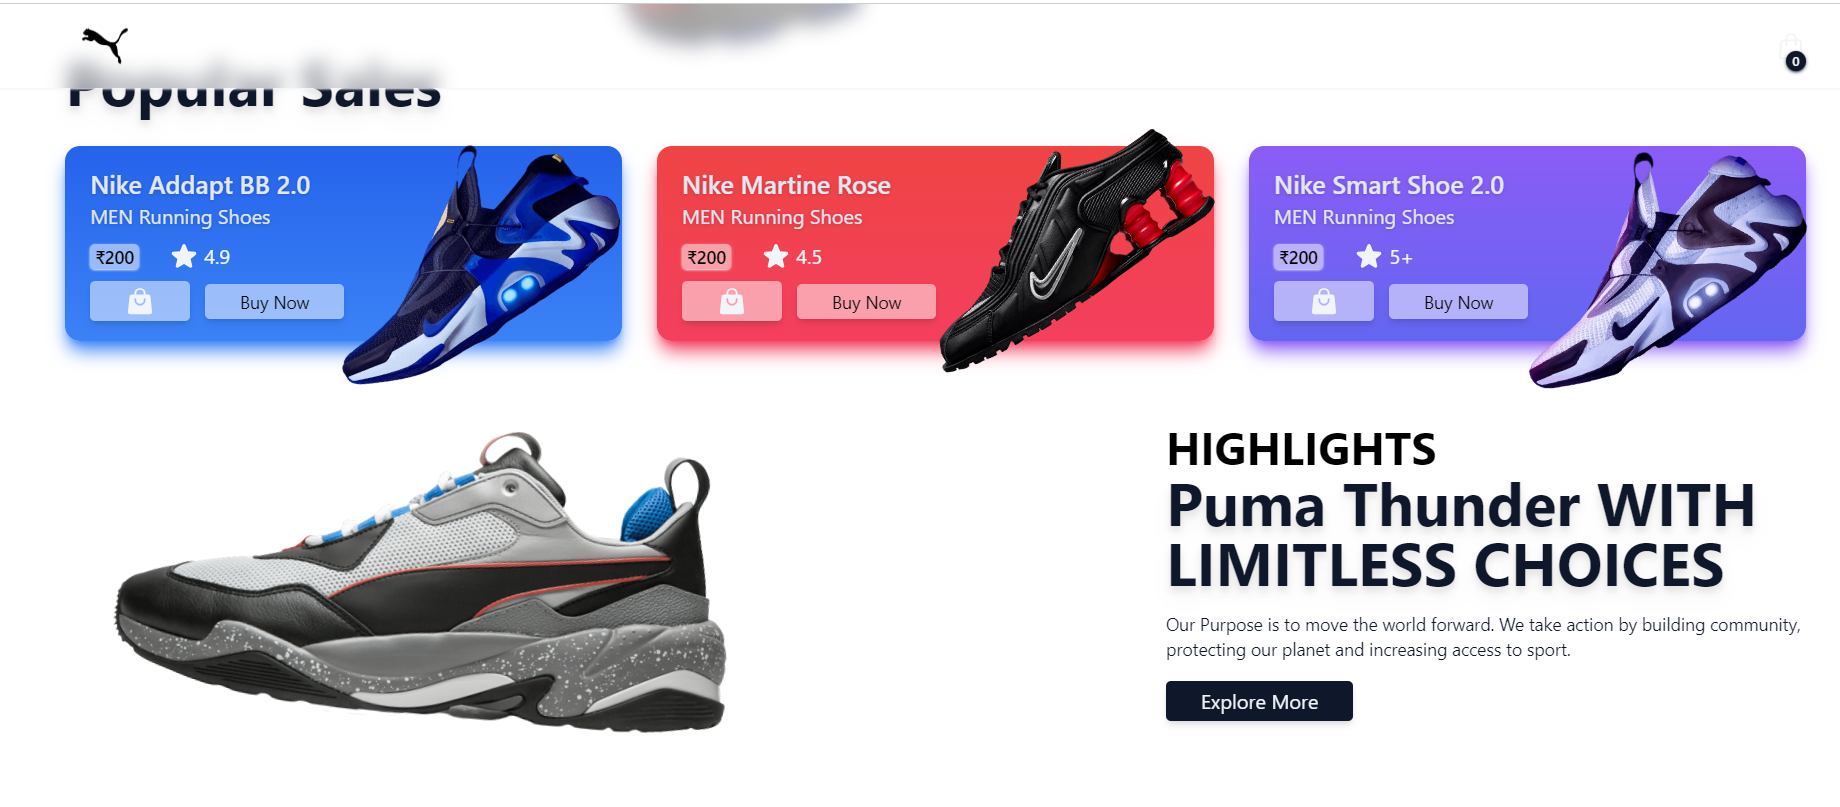 0
Popular Sales
Nike Addapt BB 2.0
MEN Running Shoes
₹200 4.9
Buy Now
Nike Martine Rose
MEN Running Shoes
₹200 4.5
Buy Now
Nike Smart Shoe 2.0
MEN Running Shoes
₹200 5+
Buy Now
HIGHLIGHTS
Puma Thunder WITH
LIMITLESS CHOICES
Our Purpose is to move the world forward. We take action by building community,
protecting our planet and increasing access to sport.
Explore More